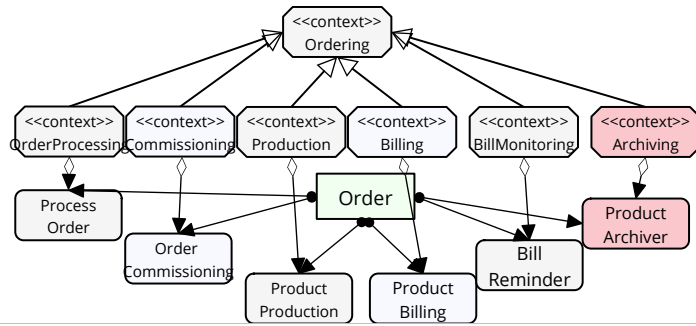 <<context>>
Ordering
<<context>>
OrderProcessing
<<context>>
Commissioning
<<context>>
Production
<<context>>
Billing
<<context>>
BillMonitoring
<<context>>
Archiving
Process
Order
Order
Order
Commissioning
Product
Production
Product
Billing
Bill
Reminder
Product
Archiver